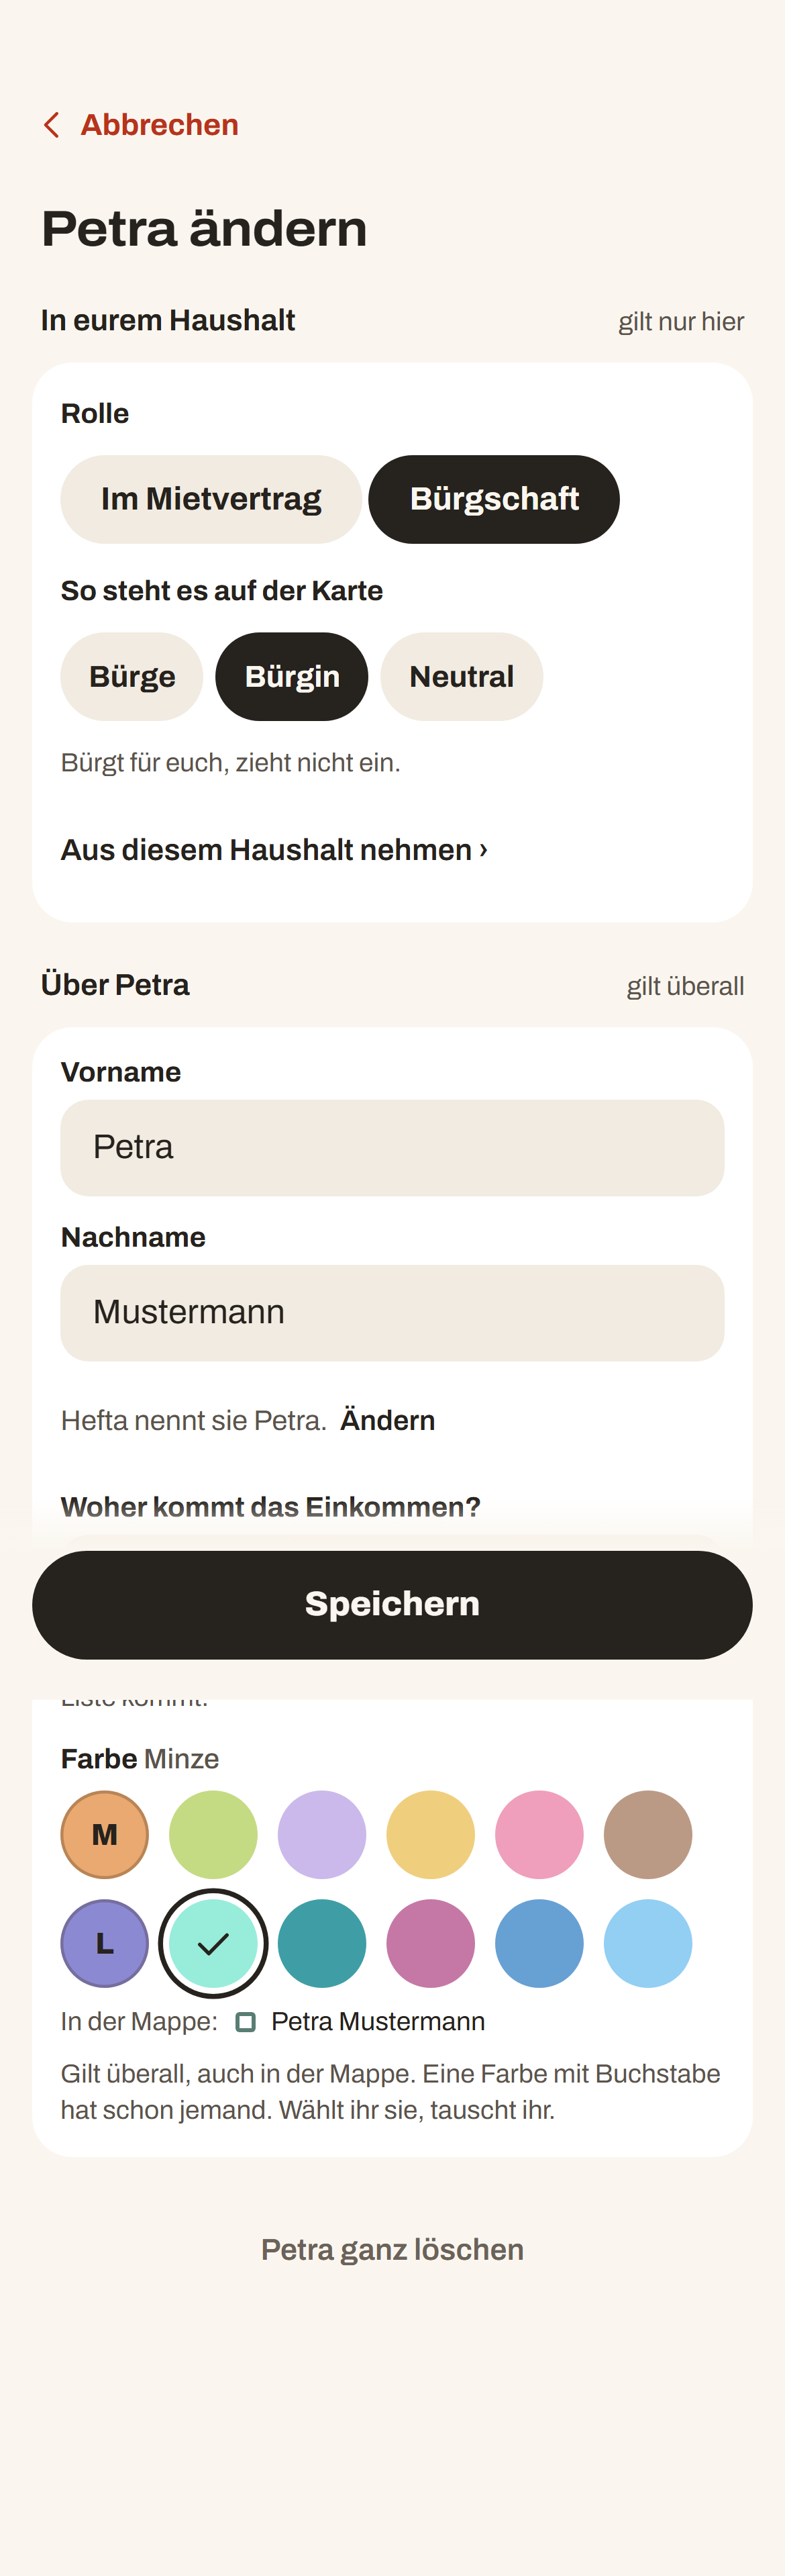 Abbrechen
Petra ändern
In eurem Haushalt gilt nur hier
Rolle
Im Mietvertrag Bürgschaft
So steht es auf der Karte
Bürge Bürgin Neutral
Bürgt für euch, zieht nicht ein.
Aus diesem Haushalt nehmen ›
Über Petra gilt überall
Vorname
Petra
Nachname
Mustermann
Hefta nennt sie Petra. Ändern
Woher kommt das Einkommen?
Speichern
Liste kommt.
Farbe Minze
M
L
In der Mappe: Petra Mustermann
Gilt überall, auch in der Mappe. Eine Farbe mit Buchstabe
hat schon jemand. Wählt ihr sie, tauscht ihr.
Petra ganz löschen